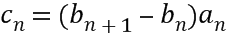 c_n = (b_{n + 1} – b_n)a_n